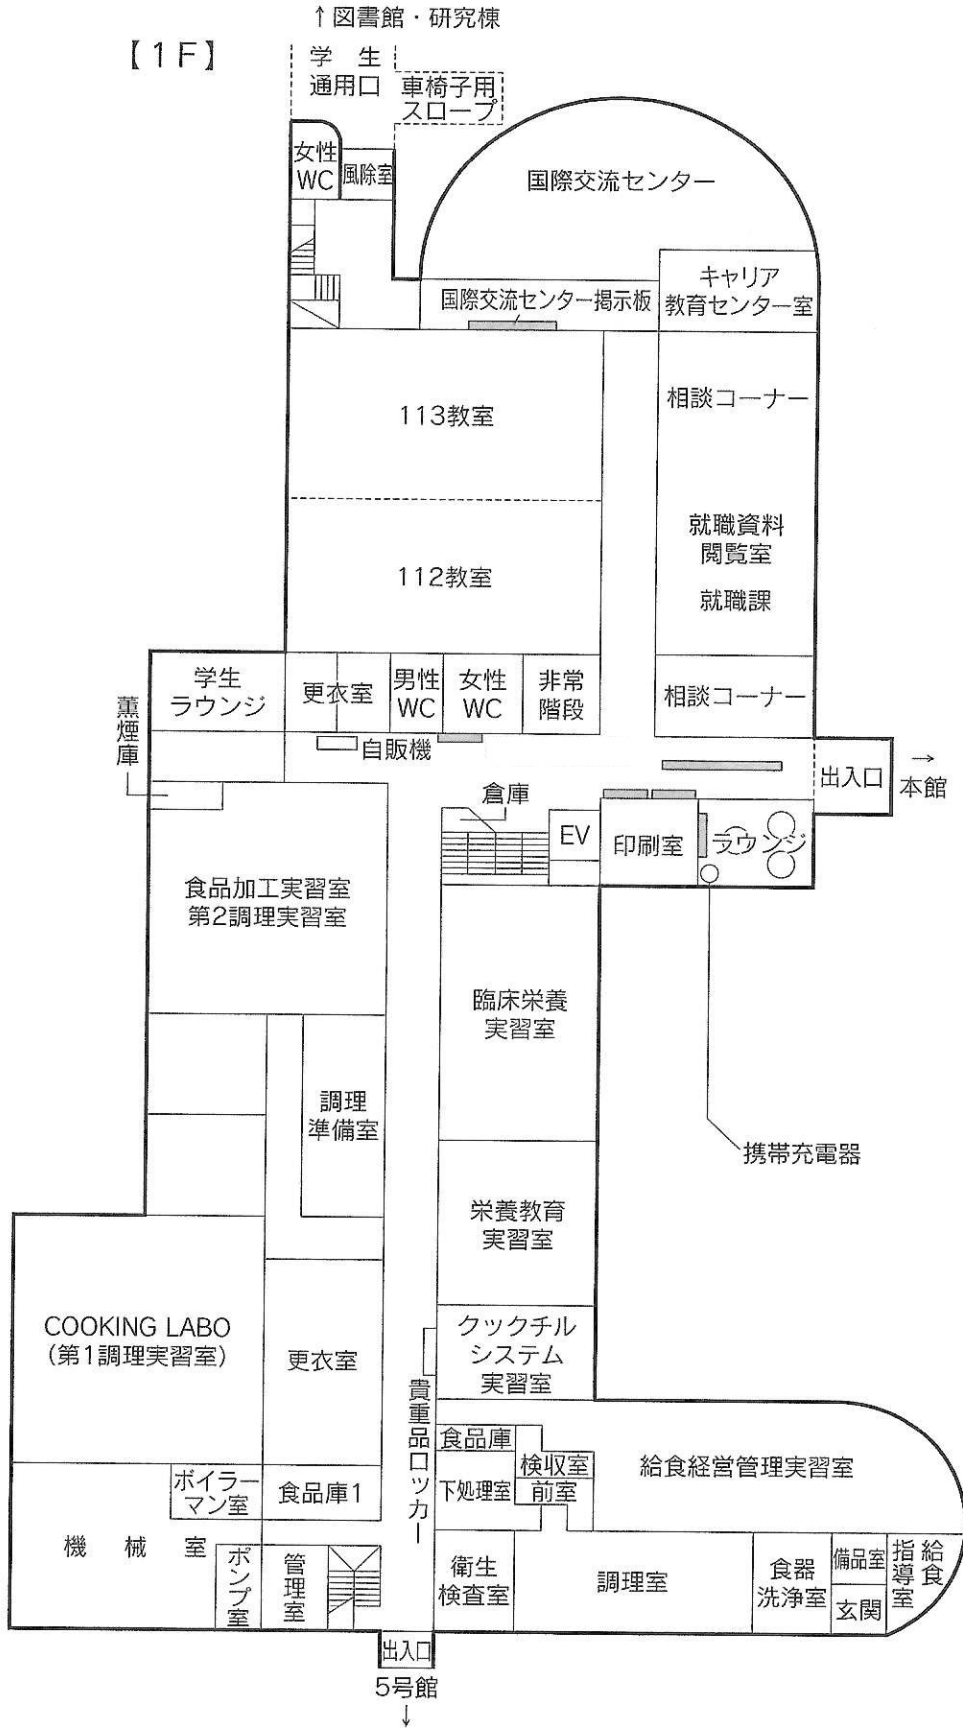 ↑図書館・研究棟
【1F】
学 生
通用口
車椅子用
スロープ
女性
WC
風除室
国際交流センター
キャリア
教育センター室
国際交流センター掲示板
相談コーナー
113教室
就職資料
閲覧室
就職課
112教室
学生
ラウンジ
更衣室
男性
WC
女性
WC
非常
階段
相談コーナー
薫煙庫
自販機
出入口
→
本館
倉庫
EV
印刷室
ラウンジ
食品加工実習室
第2調理実習室
臨床栄養
実習室
調理
準備室
携帯充電器
栄養教育
実習室
COOKING LABO
(第1調理実習室)
更衣室
クックチル
システム
実習室
貴重品ロッカー
食品庫
検収室
前室
下処理室
給食経営管理実習室
ボイラー
マン室
食品庫1
機 械 室
ポンプ室
管理室
衛生
検査室
調理室
食器
洗浄室
備品室
玄関
給食
指導室
出入口
5号館
↓